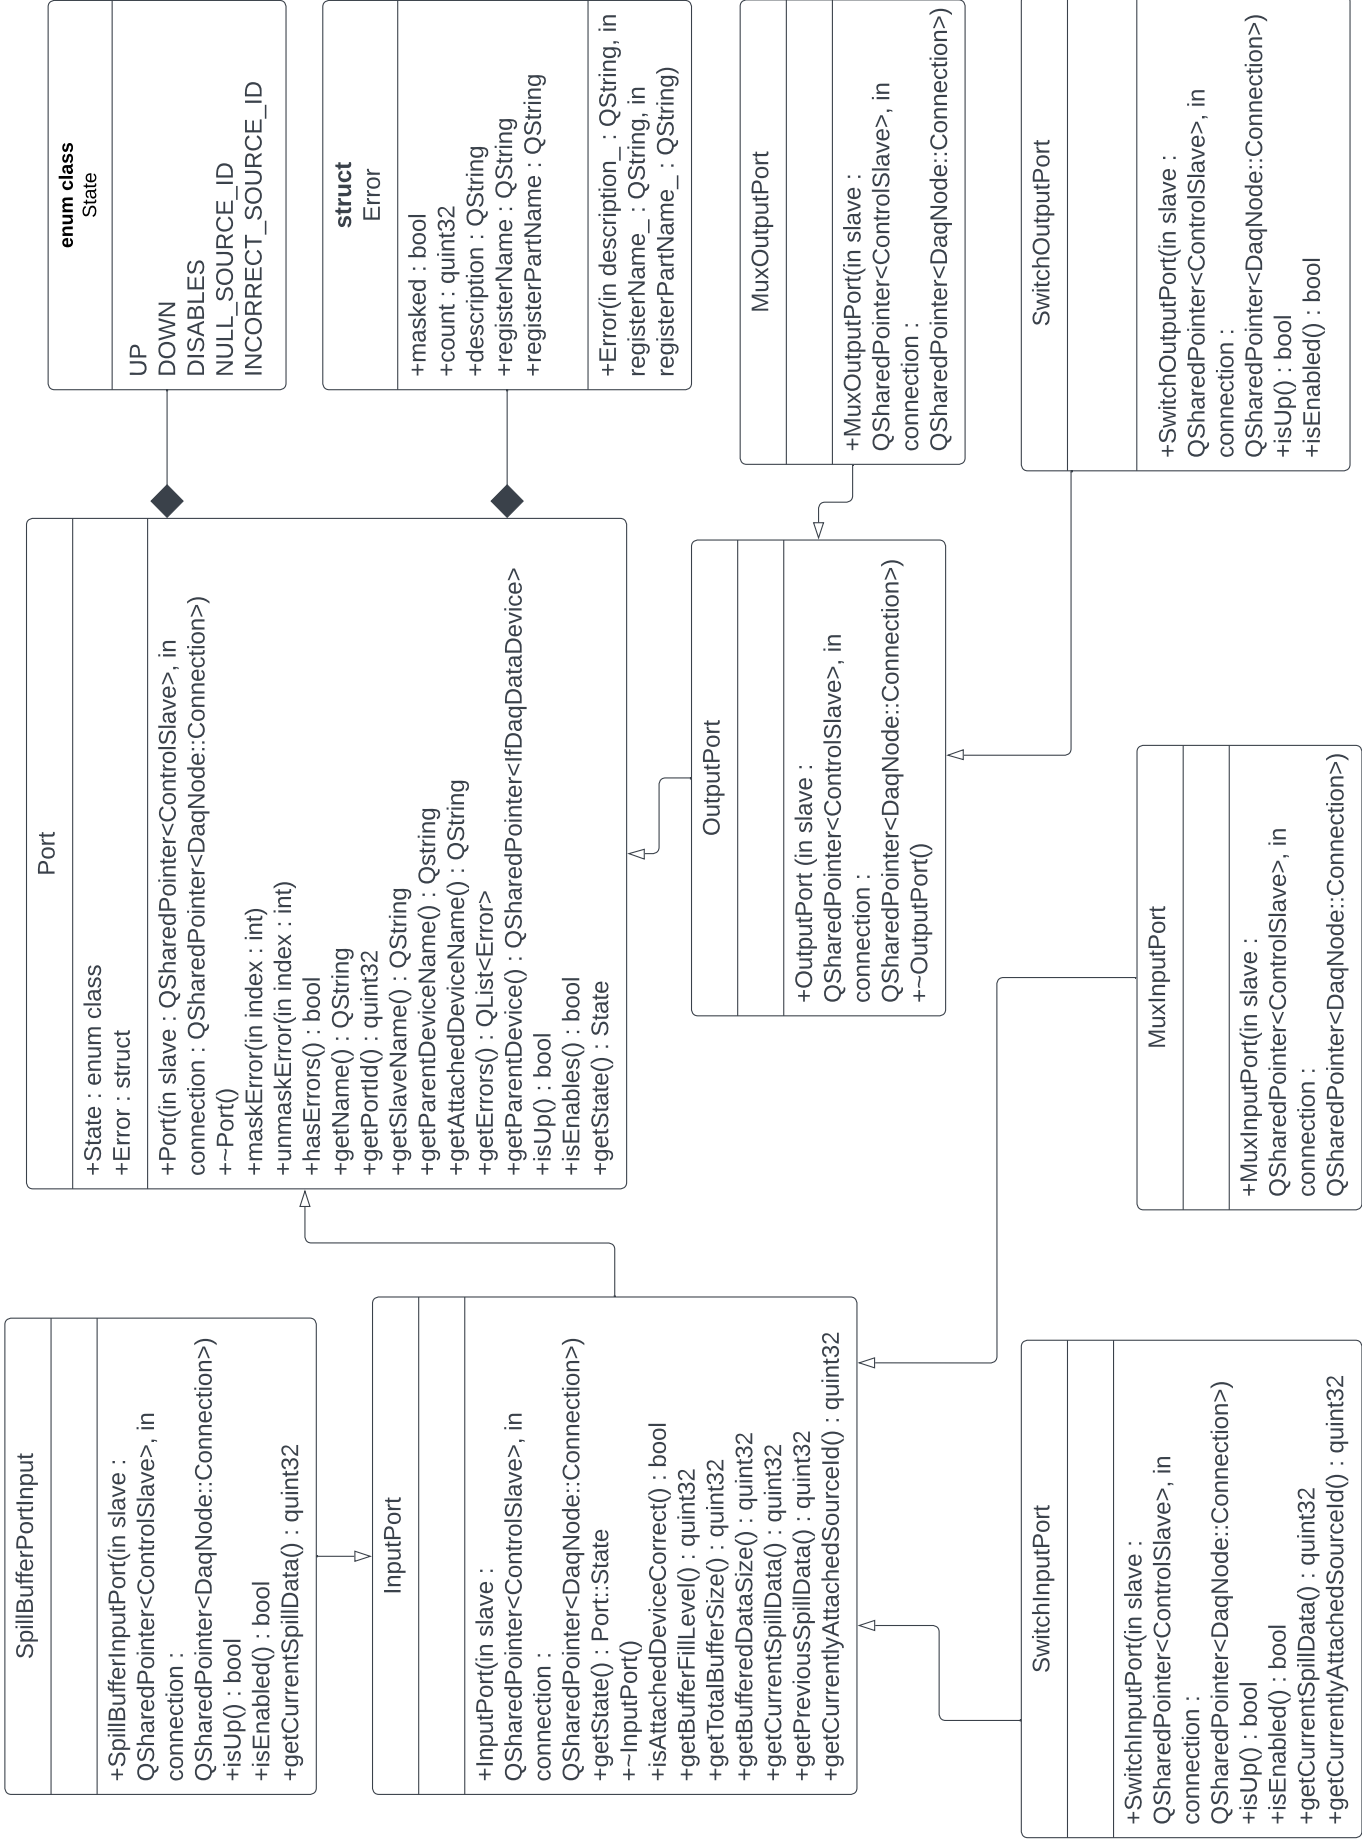 SpillBufferPortInput
+SpillBufferInputPort(in slave :
QSharedPointer<ControlSlave>, in
connection :
QSharedPointer<DaqNode::Connection>)
+isUp() : bool
+isEnabled() : bool
+getCurrentSpillData() : quint32
Port
+State : enum class
+Error : struct
+Port(in slave : QSharedPointer<ControlSlave>, in
connection : QSharedPointer<DaqNode::Connection>)
+~Port()
+maskError(in index : int)
+unmaskError(in index : int)
+hasErrors() : bool
+getName() : QString
+getPortId() : quint32
+getSlaveName() : QString
+getParentDeviceName() : Qstring
+getAttachedDeviceName() : QString
+getErrors() : QList<Error>
+getParentDevice() : QSharedPointer<IfDaqDataDevice>
+isUp() : bool
+isEnables() : bool
+getState() : State
enum class
State
UP
DOWN
DISABLES
NULL_SOURCE_ID
INCORRECT_SOURCE_ID
struct
Error
+masked : bool
+count : quint32
+description : QString
+registerName : QString
+registerPartName : QString
+Error(in description_ : QString, in
registerName_ : QString, in
registerPartName_ : QString)
InputPort
+InputPort(in slave :
QSharedPointer<ControlSlave>, in
connection :
QSharedPointer<DaqNode::Connection>)
+getState() : Port::State
+~InputPort()
+isAttachedDeviceCorrect() : bool
+getBufferFillLevel() : quint32
+getTotalBufferSize() : quint32
+getBufferedDataSize() : quint32
+getCurrentSpillData() : quint32
+getPreviousSpillData() : quint32
+getCurrentlyAttachedSourceId() : quint32
OutputPort
+OutputPort (in slave :
QSharedPointer<ControlSlave>, in
connection :
QSharedPointer<DaqNode::Connection>)
+~OutputPort()
MuxOutputPort
+MuxOutputPort(in slave :
QSharedPointer<ControlSlave>, in
connection :
QSharedPointer<DaqNode::Connection>)
SwitchInputPort
+SwitchInputPort(in slave :
QSharedPointer<ControlSlave>, in
connection :
QSharedPointer<DaqNode::Connection>)
+isUp() : bool
+isEnabled() : bool
+getCurrentSpillData() : quint32
+getCurrentlyAttachedSourceId() : quint32
MuxInputPort
+MuxInputPort(in slave :
QSharedPointer<ControlSlave>, in
connection :
QSharedPointer<DaqNode::Connection>)
SwitchOutputPort
+SwitchOutputPort(in slave :
QSharedPointer<ControlSlave>, in
connection :
QSharedPointer<DaqNode::Connection>)
+isUp() : bool
+isEnabled() : bool